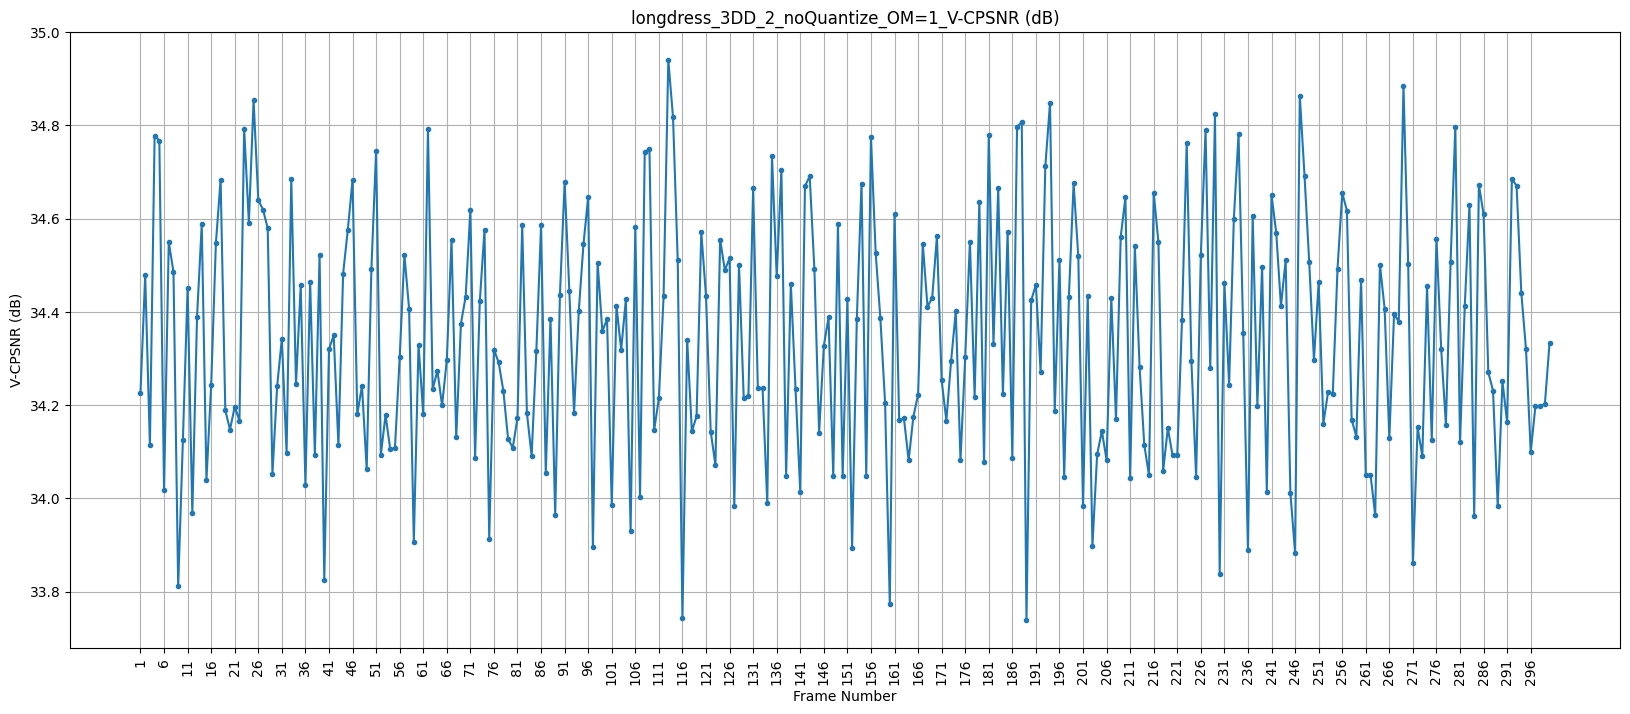 longdress_3DD_2_noQuantize_OM=1_V-CPSNR (dB)
35.0
34.8
34.6
34.4
34.2
34.0
33.8
V-CPSNR (dB)
1 6 11 16 21 26 31 36 41 46 51 56 61 66 71 76 81 86 91 96 101 106 111 116 121 126 131 136 141 146 151 156 161 166 171 176 181 186 191 196 201 206 211 216 221 226 231 236 241 246 251 256 261 266 271 276 281 286 291 296
Frame Number